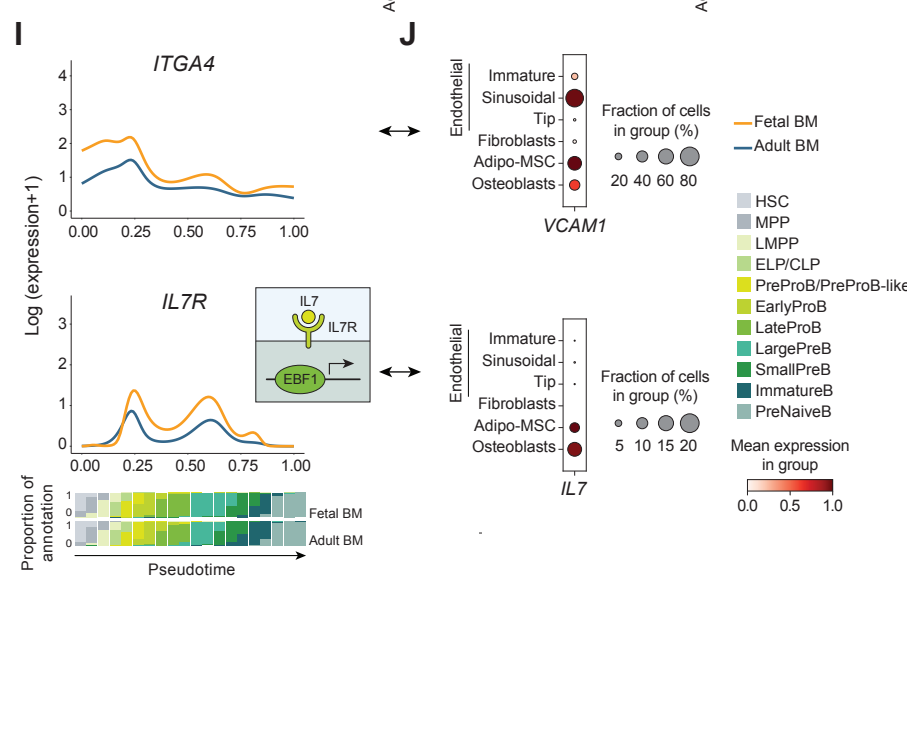 I
ITGA4
4
3
2
1
0
0.00 0.25 0.50 0.75 1.00
Log (expression+1)
IL7R
3
2
1
0
0.00 0.25 0.50 0.75 1.00
IL7
IL7R
EBF1
Proportion of
annotation
1
0
Fetal BM
1
0
Adult BM
Pseudotime
J
Endothelial
Immature
Sinusoidal
Tip
Fibroblasts
Adipo-MSC
Osteoblasts
VCAM1
Fraction of cells
in group (%)
20 40 60 80
Endothelial
Immature
Sinusoidal
Tip
Fibroblasts
Adipo-MSC
Osteoblasts
IL7
Fraction of cells
in group (%)
5 10 15 20
Fetal BM
Adult BM
HSC
MPP
LMPP
ELP/CLP
PreProB/PreProB-like
EarlyProB
LateProB
LargePreB
SmallPreB
ImmatureB
PreNaiveB
Mean expression
in group
0.0 0.5 1.0